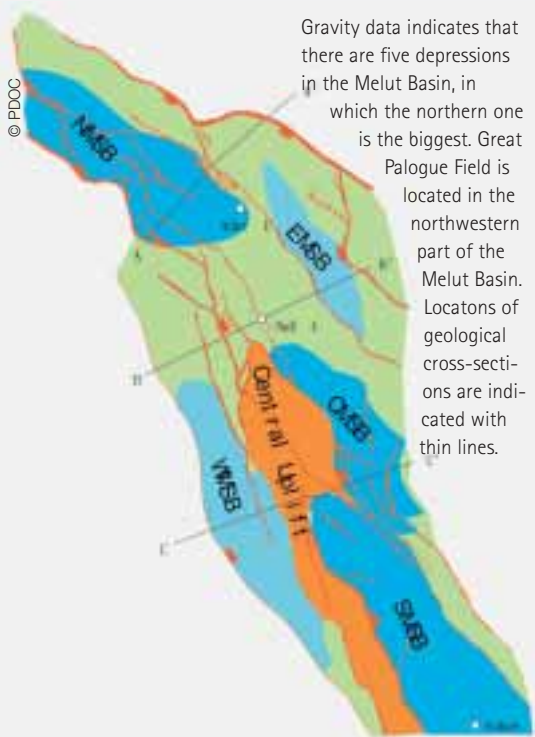 Gravity data indicates that
there are five depressions
in the Melut Basin, in
which the northern one
is the biggest. Great
Palogue Field is
located in the
northwestern
part of the
Melut Basin.
Locatons of
geological
cross-secti-
ons are indi-
cated with
thin lines.
© PDOC
NMSB
EMSB
A
B
Central Uplift
CMSB
WMSB
C
SMSB